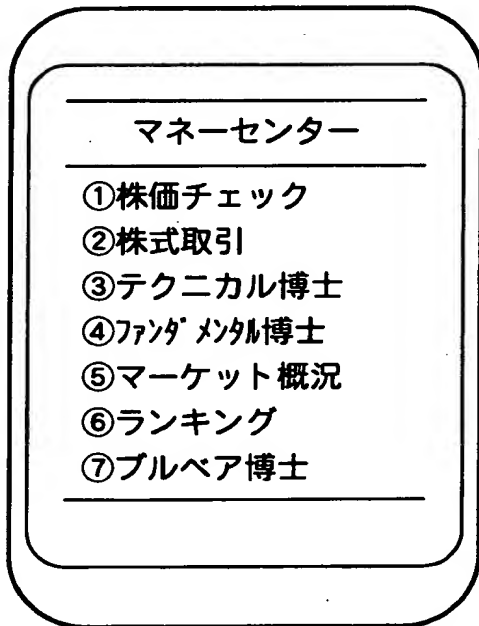 マネーセンター
①株価チェック
②株式取引
③テクニカル博士
④ファンダメンタル博士
⑤マーケット概況
⑥ランキング
⑦ブルベア博士